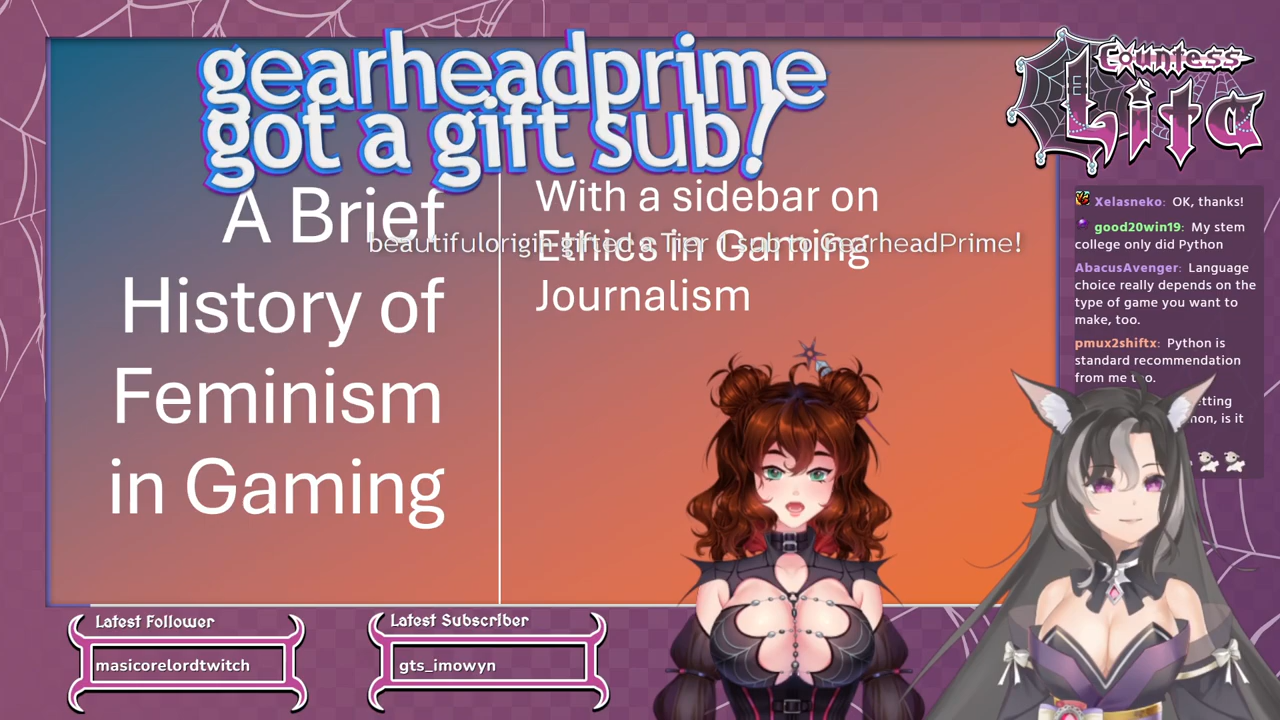 gearheadprime
got a gift sub!
Countess
Lita
A Brief
History of
Feminism
in Gaming
With a sidebar on
Ethics in Gaming
Journalism
beautifulorigin gifted a Tier 1 sub to GearheadPrime!
Xelasneko: OK, thanks!
good20win19: My stem
college only did Python
AbacusAvenger: Language
choice really depends on the
type of game you want to
make, too.
pmux2shiftx: Python is
standard recommendation
from me too.
is it
Latest Follower
masicorelordtwitch
Latest Subscriber
gts_imowyn